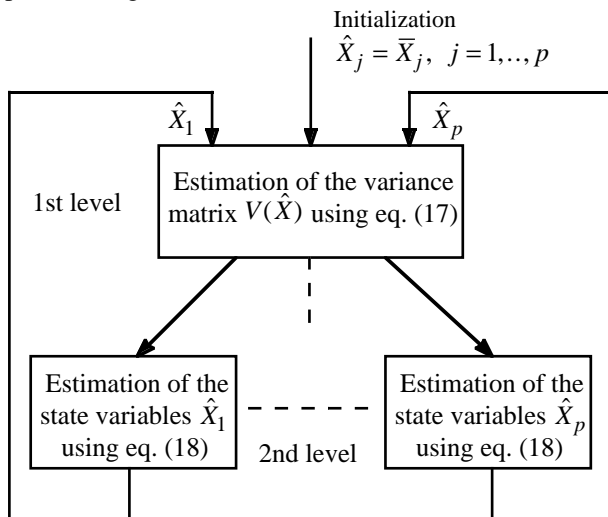 Initialization
X̂_j = X̄_j, j = 1,.., p
X̂_1
X̂_p
Estimation of the variance
matrix V(X̂) using eq. (17)
1st level
Estimation of the
state variables X̂_1
using eq. (18)
2nd level
Estimation of the
state variables X̂_p
using eq. (18)